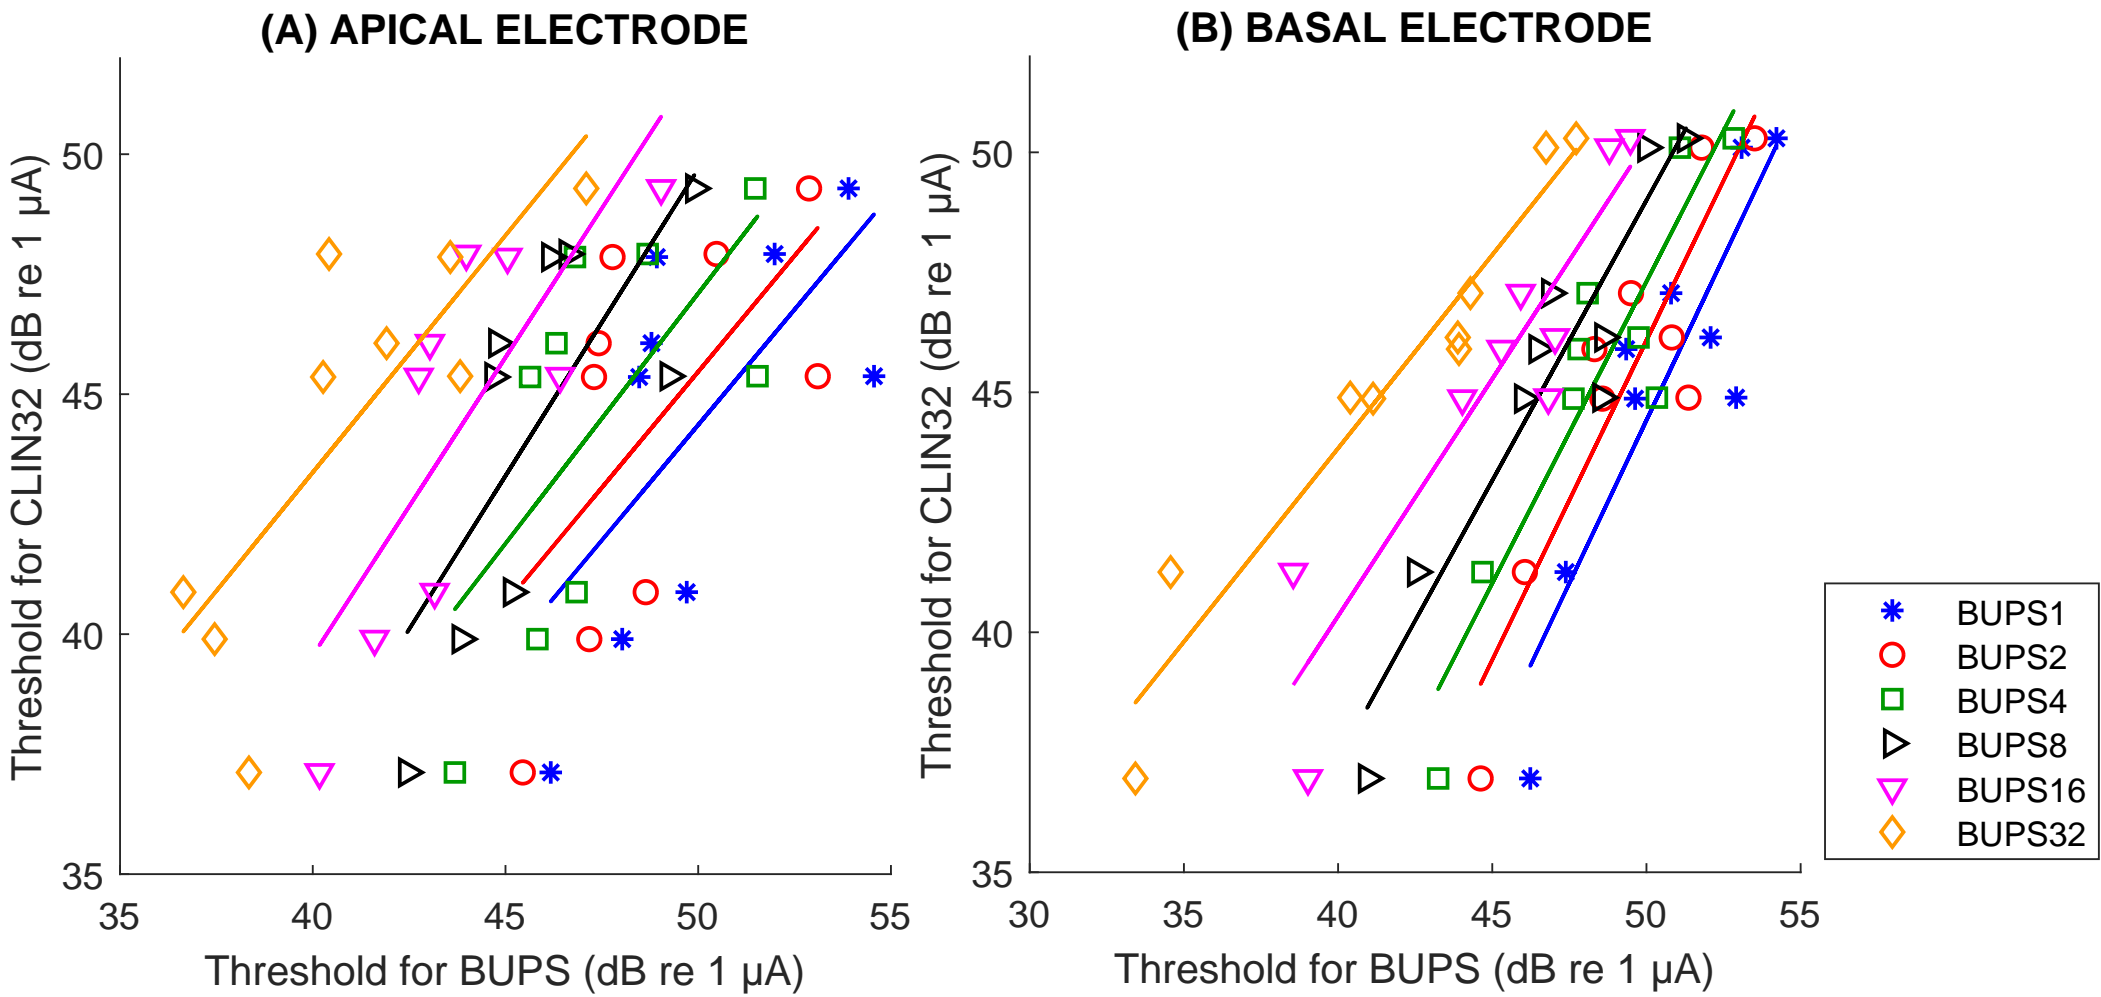 (A) APICAL ELECTRODE
Threshold for CLIN32 (dB re 1 µA)
50
45
40
35
35 40 45 50 55
Threshold for BUPS (dB re 1 µA)
(B) BASAL ELECTRODE
Threshold for CLIN32 (dB re 1 µA)
50
45
40
35
30 35 40 45 50 55
Threshold for BUPS (dB re 1 µA)
BUPS1
BUPS2
BUPS4
BUPS8
BUPS16
BUPS32